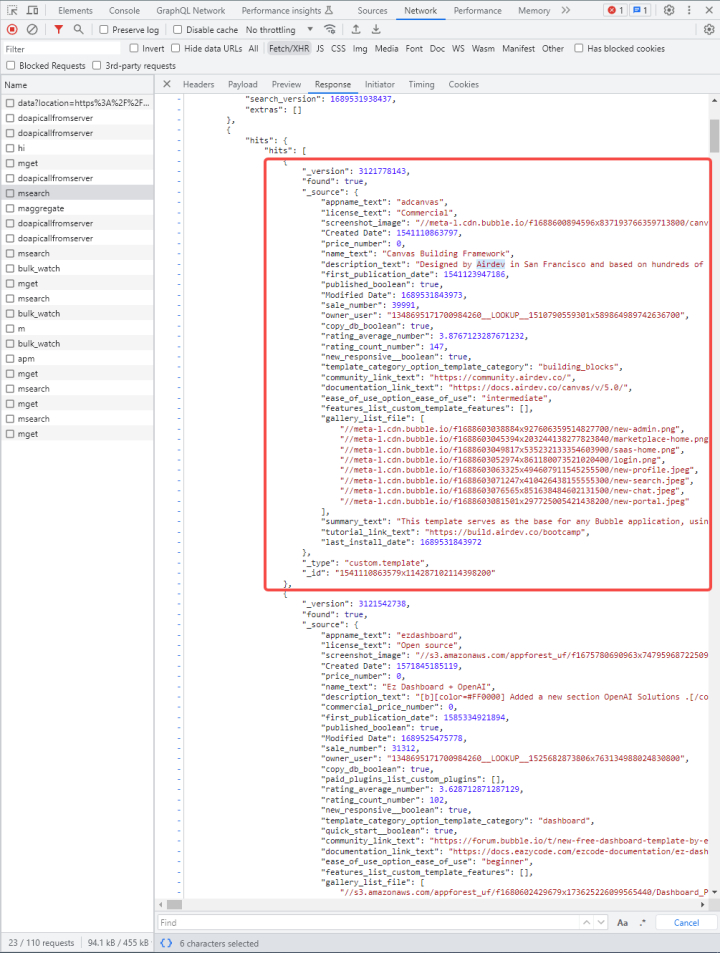 Elements Console GraphQL Network Performance insights Sources Network Performance Memory 1 1
Preserve log Disable cache No throttling
Filter Invert Hide data URLs All Fetch/XHR JS CSS Img Media Font Doc WS Wasm Manifest Other Has blocked cookies
Blocked Requests 3rd-party requests
Name
data?location=https%3A%2F%2F...
doapicallfromserver
doapicallfromserver
hi
mget
doapicallfromserver
msearch
maggregate
doapicallfromserver
doapicallfromserver
msearch
bulk_watch
mget
msearch
bulk_watch
m
bulk_watch
apm
mget
msearch
mget
msearch
mget
Headers Payload Preview Response Initiator Timing Cookies
"search_version": 1689531938437,
"extras": []
},
{
"hits": {
"hits": [
{
"_version": 3121778143,
"found": true,
"_source": {
"appname_text": "adcanvas",
"license_text": "Commercial",
"screenshot_image": "//meta-l.cdn.bubble.io/f1688600894596x837193766359713800/canv
"Created Date": 1541110863797,
"price_number": 0,
"name_text": "Canvas Building Framework",
"description_text": "Designed by Airdev in San Francisco and based on hundreds of
"first_publication_date": 1541123947186,
"published_boolean": true,
"Modified Date": 1689531843973,
"sale_number": 39991,
"owner_user": "1348695171700984260__LOOKUP__1510790559301x589864989742636700",
"copy_db_boolean": true,
"rating_average_number": 3.8767123287671232,
"rating_count_number": 147,
"new_responsive__boolean": true,
"template_category_option_template_category": "building_blocks",
"community_link_text": "https://community.airdev.co/",
"documentation_link_text": "https://docs.airdev.co/canvas/v/5.0/",
"ease_of_use_option_ease_of_use": "intermediate",
"features_list_custom_template_features": [],
"gallery_list_file": [
"//meta-l.cdn.bubble.io/f1688603038884x927606359514827700/new-admin.png",
"//meta-l.cdn.bubble.io/f1688603045394x203244138277823840/marketplace-home.png
"//meta-l.cdn.bubble.io/f1688603049817x535232133354603900/saas-home.png",
"//meta-l.cdn.bubble.io/f1688603052974x861180073521020400/login.png",
"//meta-l.cdn.bubble.io/f1688603063325x494607911545255500/new-profile.jpeg",
"//meta-l.cdn.bubble.io/f1688603071247x410426438155555300/new-search.jpeg",
"//meta-l.cdn.bubble.io/f1688603076565x851638484602131500/new-chat.jpeg",
"//meta-l.cdn.bubble.io/f1688603081501x297725005421438200/new-portal.jpeg"
],
"summary_text": "This template serves as the base for any Bubble application, usin
"tutorial_link_text": "https://build.airdev.co/bootcamp",
"last_install_date": 1689531843972
},
"_type": "custom.template",
"_id": "1541110863579x114287102114398200"
},
{
"_version": 3121542738,
"found": true,
"_source": {
"appname_text": "ezdashboard",
"license_text": "Open source",
"screenshot_image": "//s3.amazonaws.com/appforest_uf/f1675780690963x74795968722509
"Created Date": 1571845185119,
"price_number": 0,
"name_text": "Ez Dashboard + OpenAI",
"description_text": "[b][color=#FF0000] Added a new section OpenAI Solutions .[/co
"commercial_price_number": 0,
"first_publication_date": 1585334921894,
"published_boolean": true,
"Modified Date": 1689525475778,
"sale_number": 31312,
"owner_user": "1348695171700984260__LOOKUP__1525682873806x763134988024830800",
"copy_db_boolean": true,
"paid_plugins_list_custom_plugins": [],
"rating_average_number": 3.628712871287129,
"rating_count_number": 102,
"new_responsive__boolean": true,
"template_category_option_template_category": "dashboard",
"quick_start__boolean": true,
"community_link_text": "https://forum.bubble.io/t/new-free-dashboard-template-by-e
"documentation_link_text": "https://docs.eazycode.com/ezcode-documentation/ez-dash
"ease_of_use_option_ease_of_use": "beginner",
"features_list_custom_template_features": [],
"gallery_list_file": [
"//s3.amazonaws.com/appforest_uf/f1680602429679x173625226099565440/Dashboard_P
Find Aa .* Cancel
23 / 110 requests 94.1 kB / 455 kB {} 6 characters selected